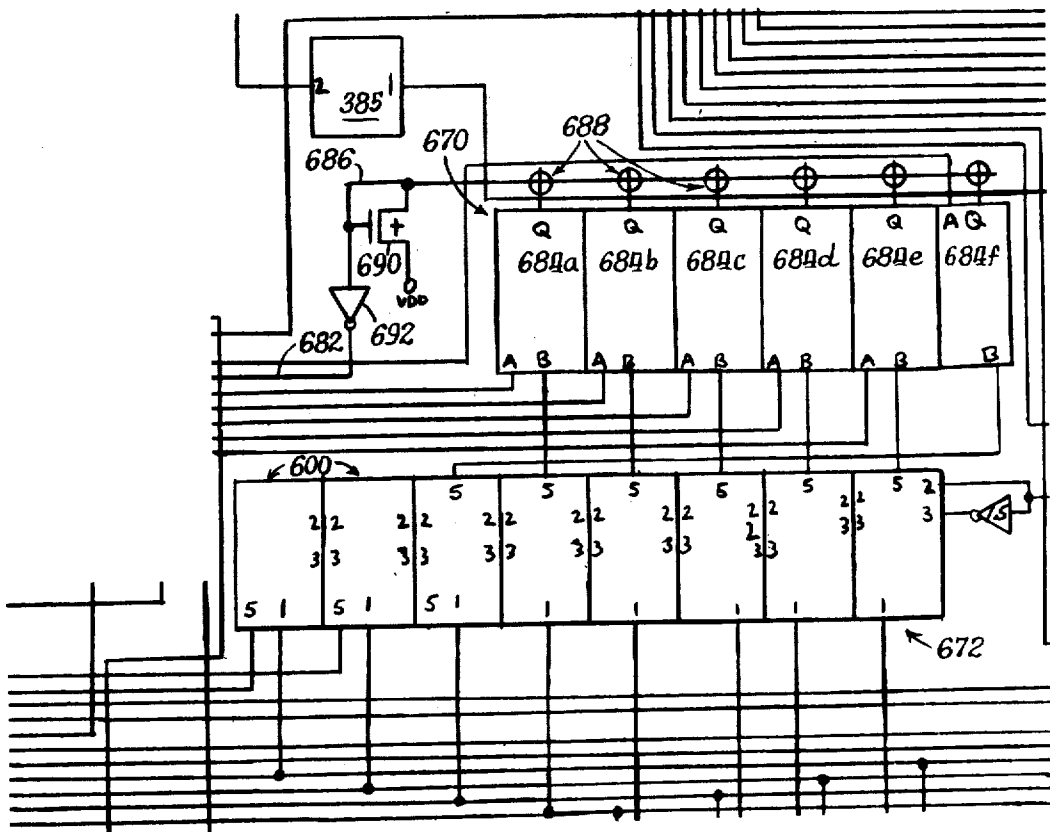 2 385 1
686 670 688
Q Q Q Q Q A Q
684a 684b 684c 684d 684e 684f
+
690
VDD
692
682
A B A B A B A B A B B
600
5 5 5 5 5 5 2
2 2 2 2 2 2 2 2 2 2 2 2 2 2 3
2
3 3 3 3 3 3 3 3 3 3 3 3 3 3
15
5 1 5 1 5 1 1 1 1 1 1
672